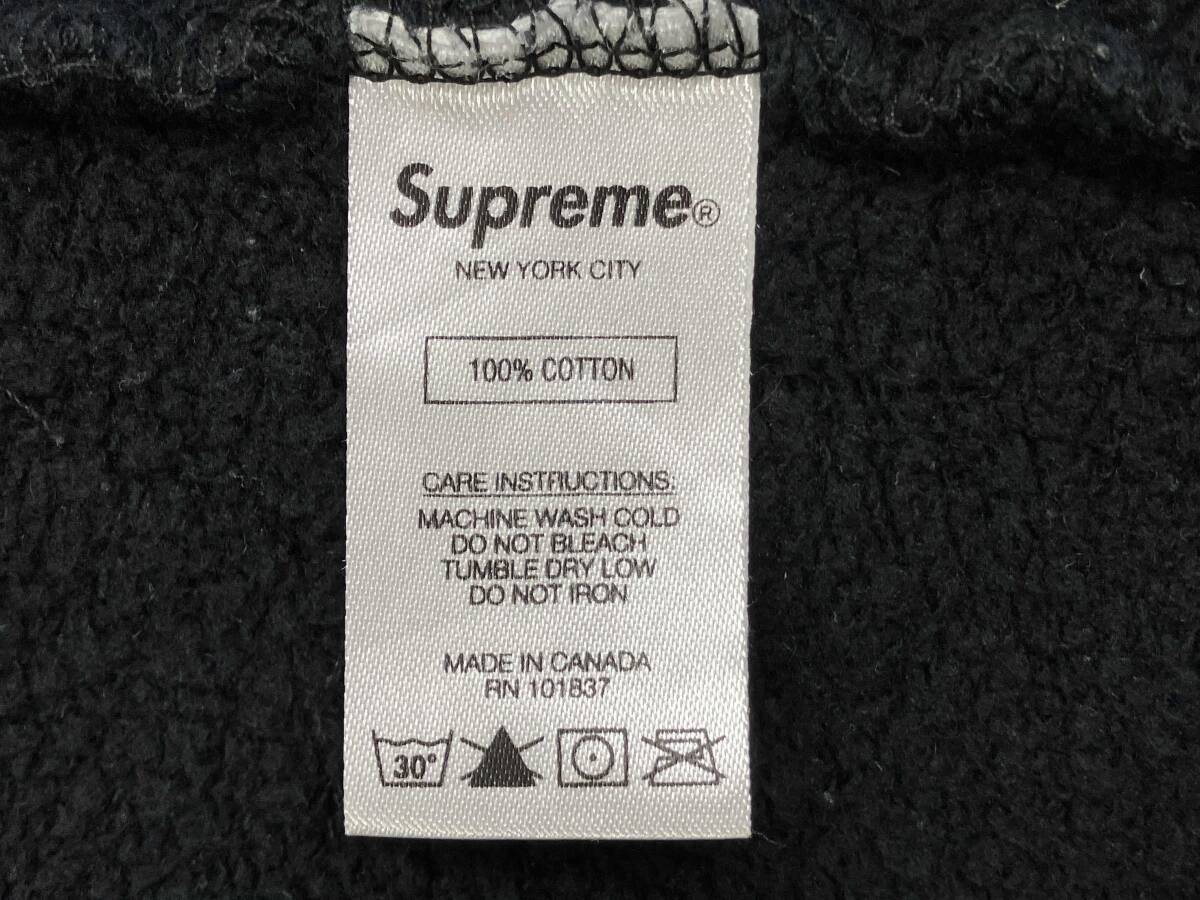 Supreme®
NEW YORK CITY
100% COTTON
CARE INSTRUCTIONS:
MACHINE WASH COLD
DO NOT BLEACH
TUMBLE DRY LOW
DO NOT IRON
MADE IN CANADA
RN 101837
30°